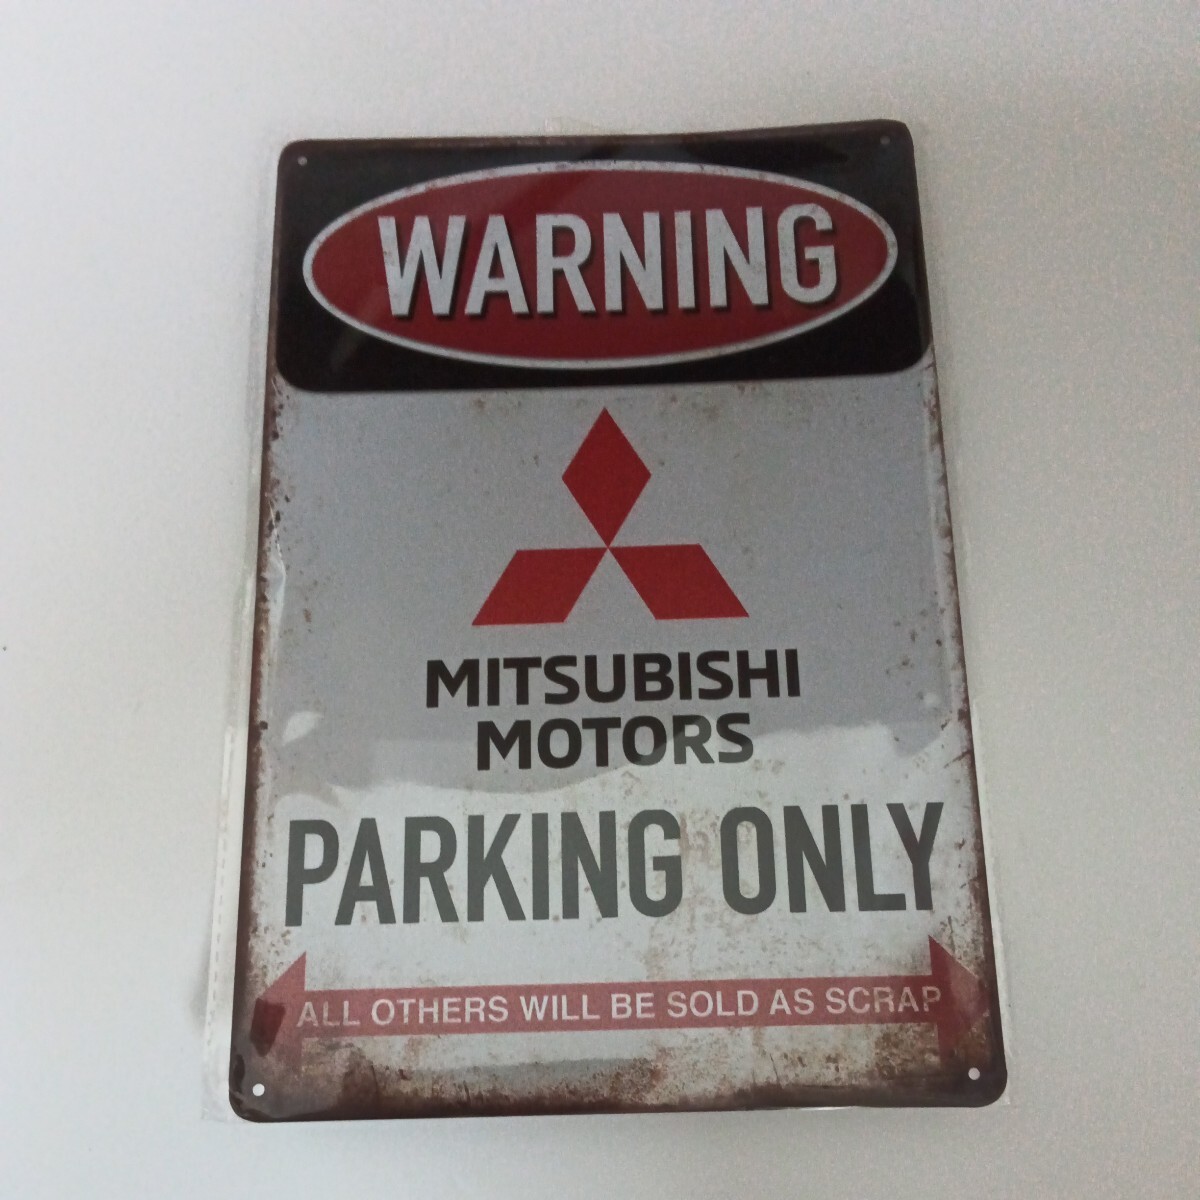 WARNING
MITSUBISHI
MOTORS
PARKING ONLY
ALL OTHERS WILL BE SOLD AS SCRAP